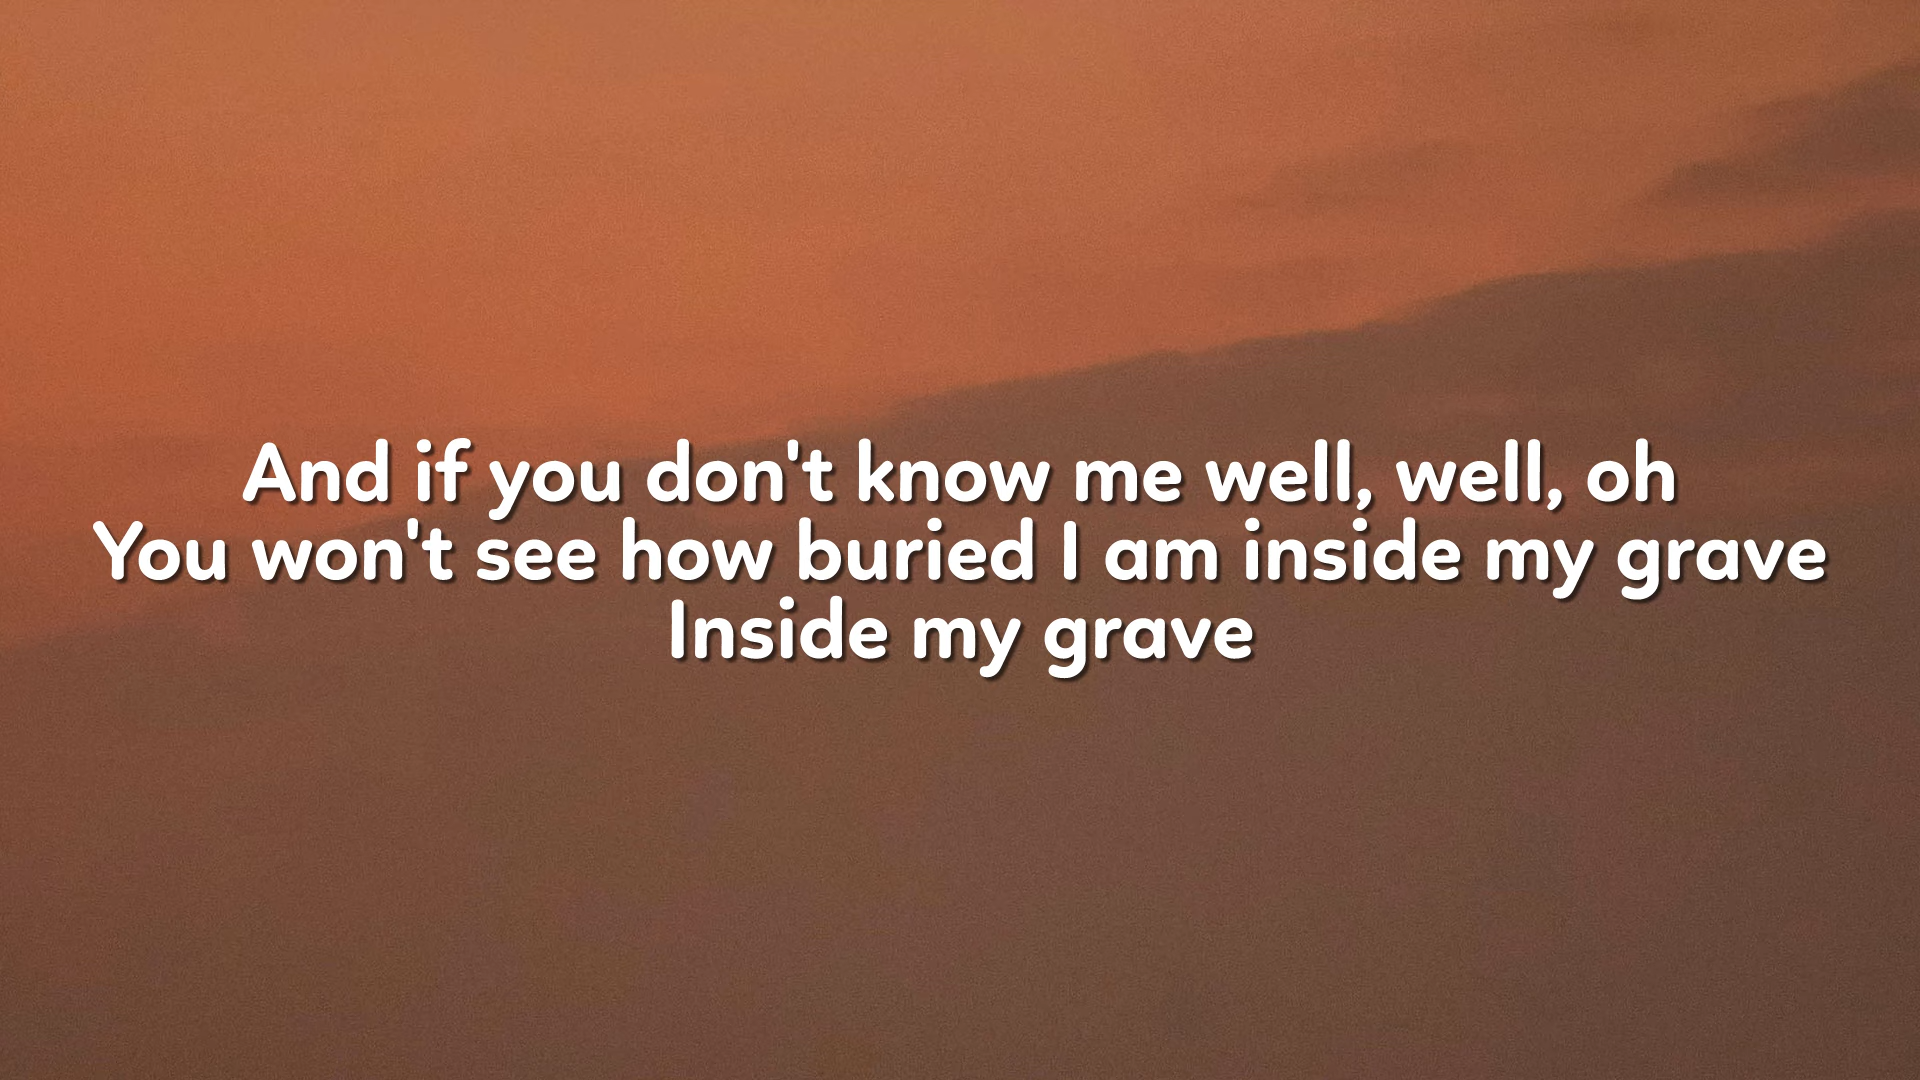 And if you don't know me well, well, oh
You won't see how buried I am inside my grave
Inside my grave